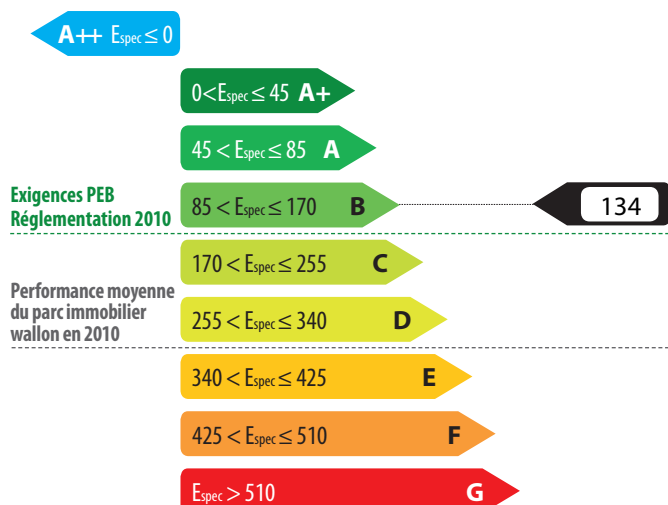 A++ Espec ≤ 0
0<Espec ≤ 45 A+
45 < Espec ≤ 85 A
Exigences PEB
Réglementation 2010
85 < Espec ≤ 170 B
134
170 < Espec ≤ 255 C
Performance moyenne
du parc immobilier
wallon en 2010
255 < Espec ≤ 340 D
340 < Espec ≤ 425 E
425 < Espec ≤ 510 F
Espec > 510 G